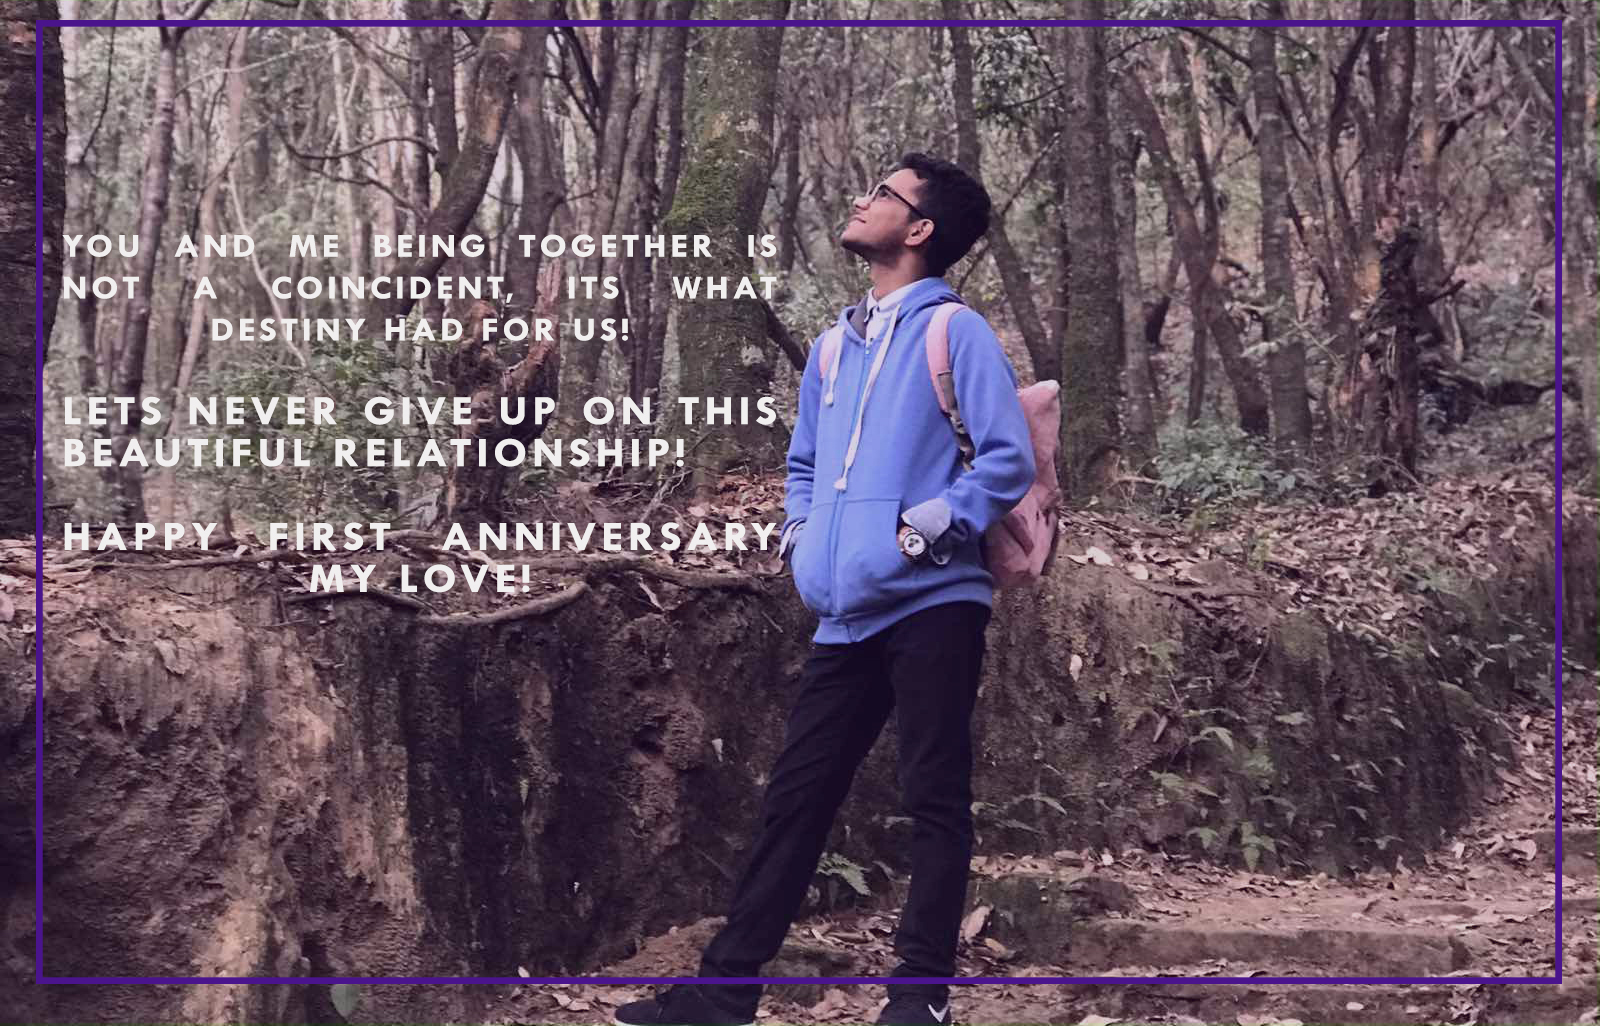 YOU AND ME BEING TOGETHER IS
NOT A COINCIDENT, ITS WHAT
DESTINY HAD FOR US!
LETS NEVER GIVE UP ON THIS
BEAUTIFUL RELATIONSHIP!
HAPPY FIRST ANNIVERSARY
MY LOVE!